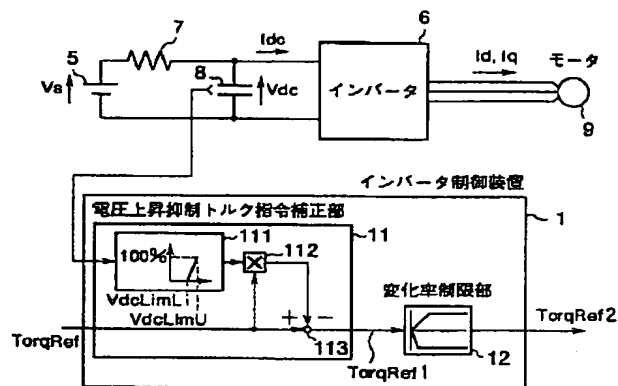 7
Idc
6
5
8
Vs
Vdc
インバータ
Id, Iq
モータ
9
インバータ制御装置
電圧上昇抑制トルク指令補正部
1
111
11
112
100%
VdcLimLi
VdcLimU
変化率制限部
TorqRef
+
−
113
TorqRef1
12
TorqRef2